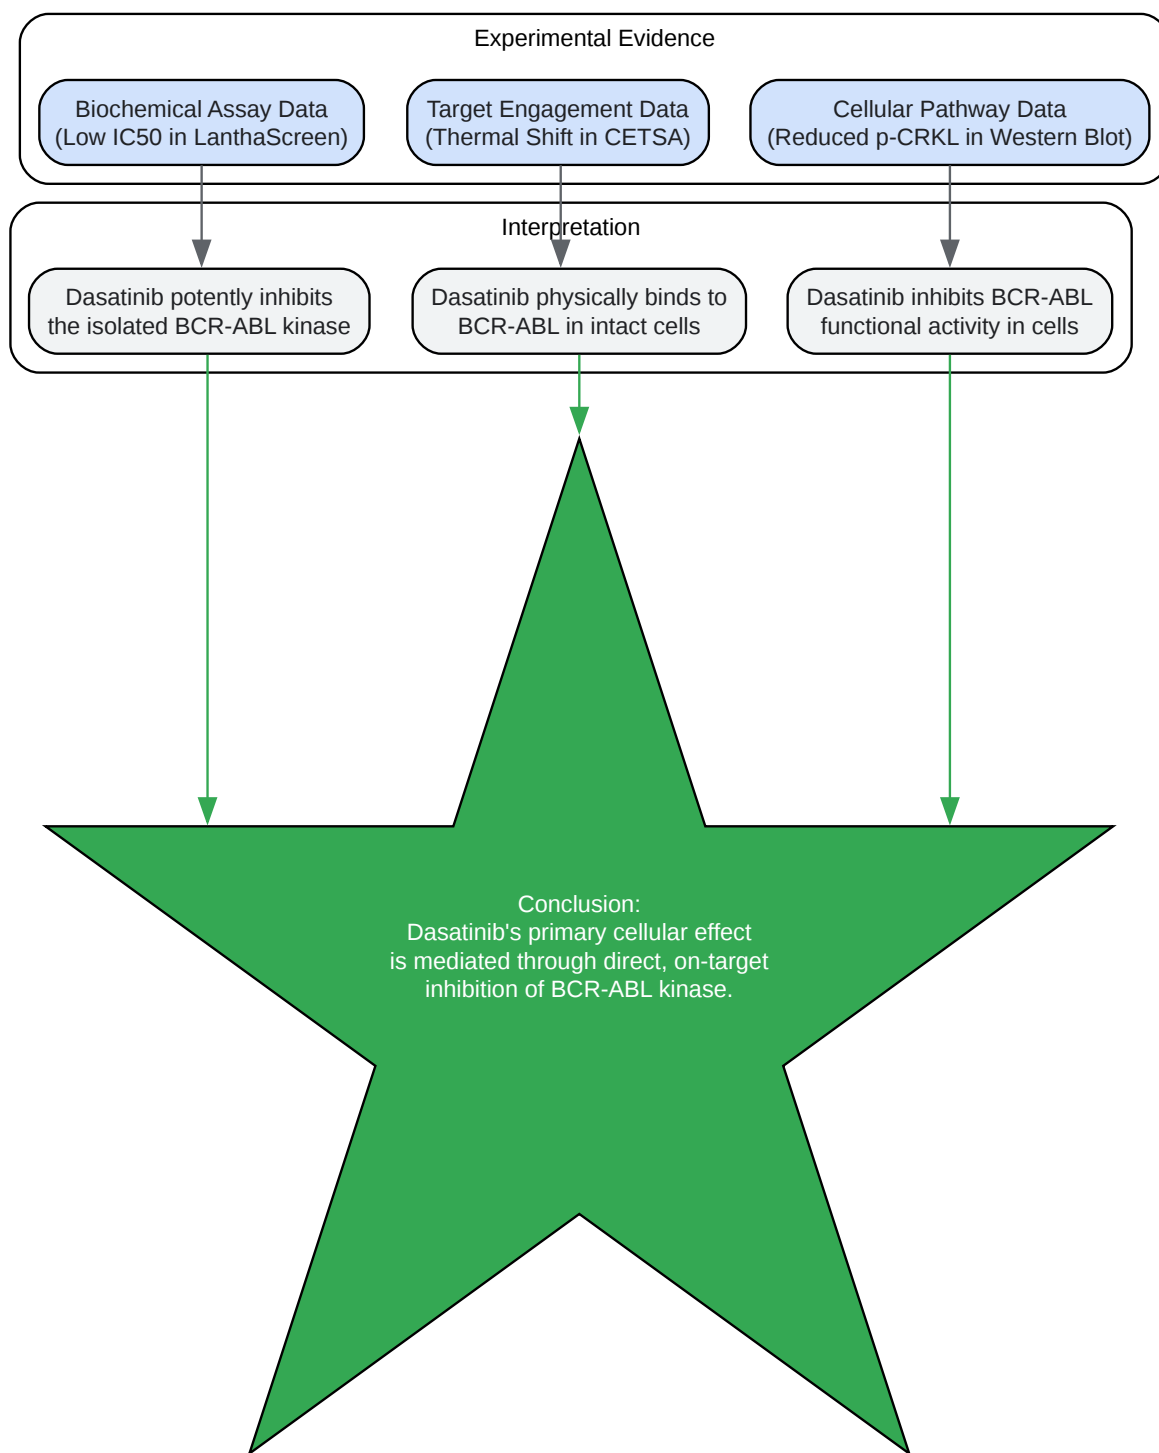 Experimental Evidence
Biochemical Assay Data
(Low IC50 in LanthaScreen)
Target Engagement Data
(Thermal Shift in CETSA)
Cellular Pathway Data
(Reduced p-CRKL in Western Blot)
Interpretation
Dasatinib potently inhibits
the isolated BCR-ABL kinase
Dasatinib physically binds to
BCR-ABL in intact cells
Dasatinib inhibits BCR-ABL
functional activity in cells
Conclusion:
Dasatinib's primary cellular effect
is mediated through direct, on-target
inhibition of BCR-ABL kinase.